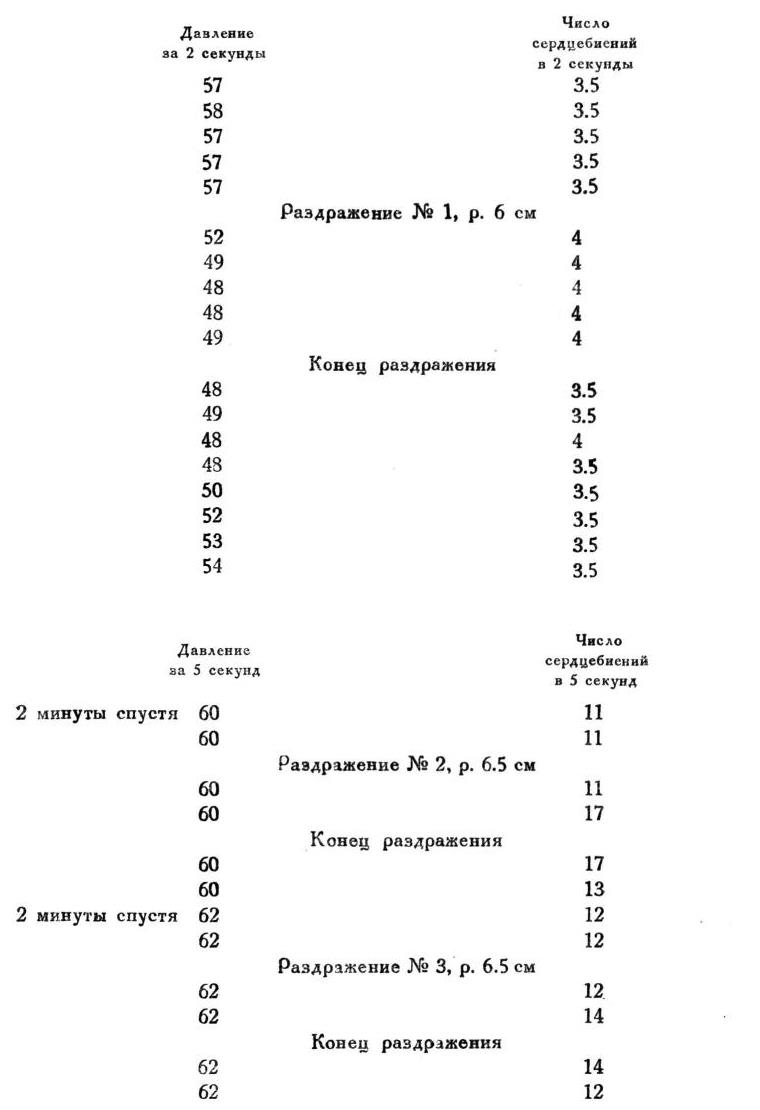 Давление
за 2 секунды
Число
сердцебиений
в 2 секунды
57 3.5
58 3.5
57 3.5
57 3.5
57 3.5
Раздражение № 1, р. 6 см
52 4
49 4
48 4
48 4
49 4
Конец раздражения
48 3.5
49 3.5
48 4
48 3.5
50 3.5
52 3.5
53 3.5
54 3.5
Давление
за 5 секунд
Число
сердцебиений
в 5 секунд
2 минуты спустя 60 11
60 11
Раздражение № 2, р. 6.5 см
60 11
60 17
Конец раздражения
60 17
60 13
2 минуты спустя 62 12
62 12
Раздражение № 3, р. 6.5 см
62 12
62 14
Конец раздражения
62 14
62 12